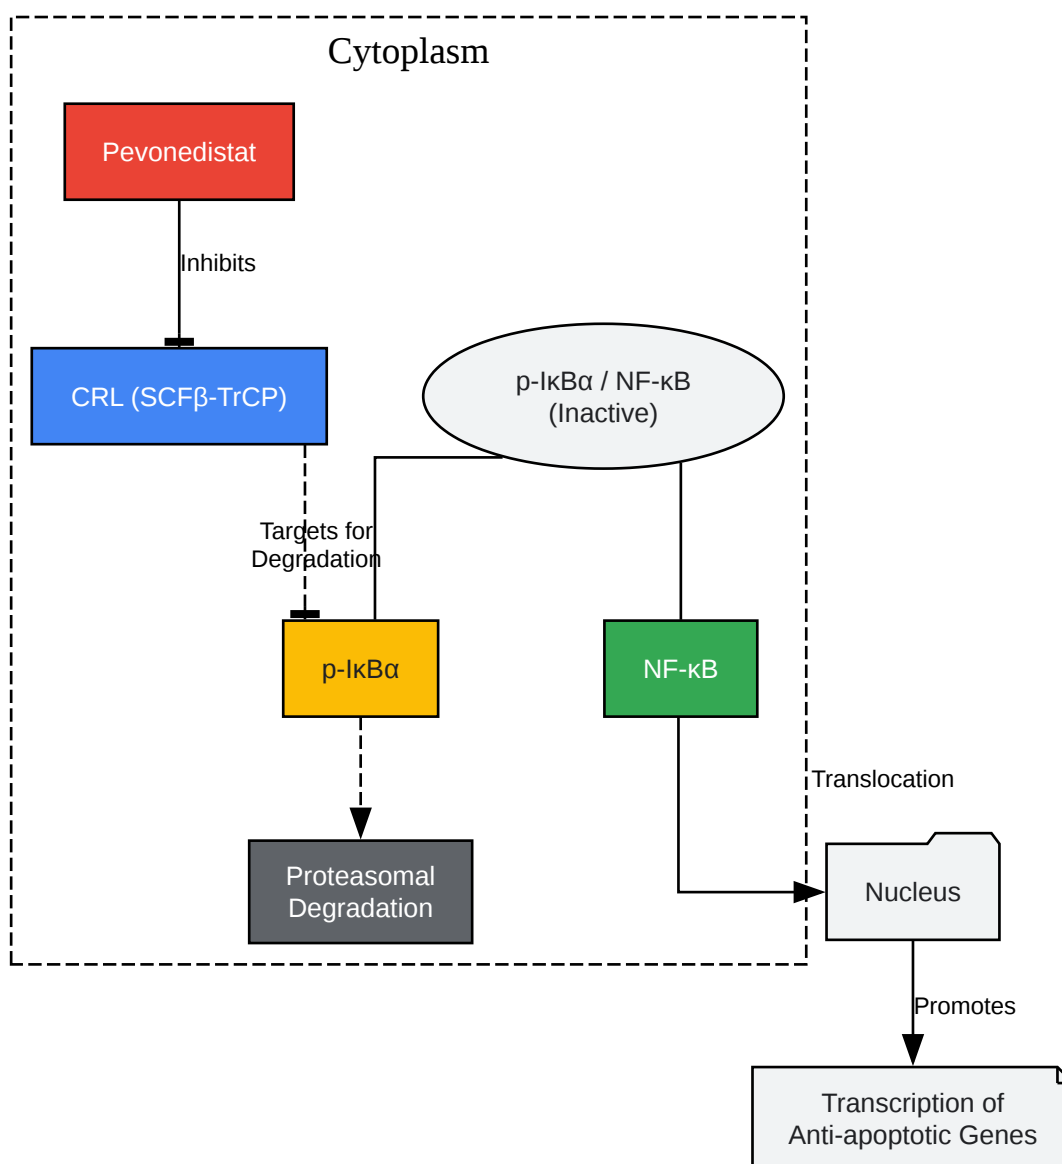 Cytoplasm
Pevonedistat
Inhibits
CRL (SCFβ-TrCP)
p-IκBα / NF-κB
(Inactive)
Targets for
Degradation
p-IκBα
NF-κB
Translocation
Proteasomal
Degradation
Nucleus
Promotes
Transcription of
Anti-apoptotic Genes